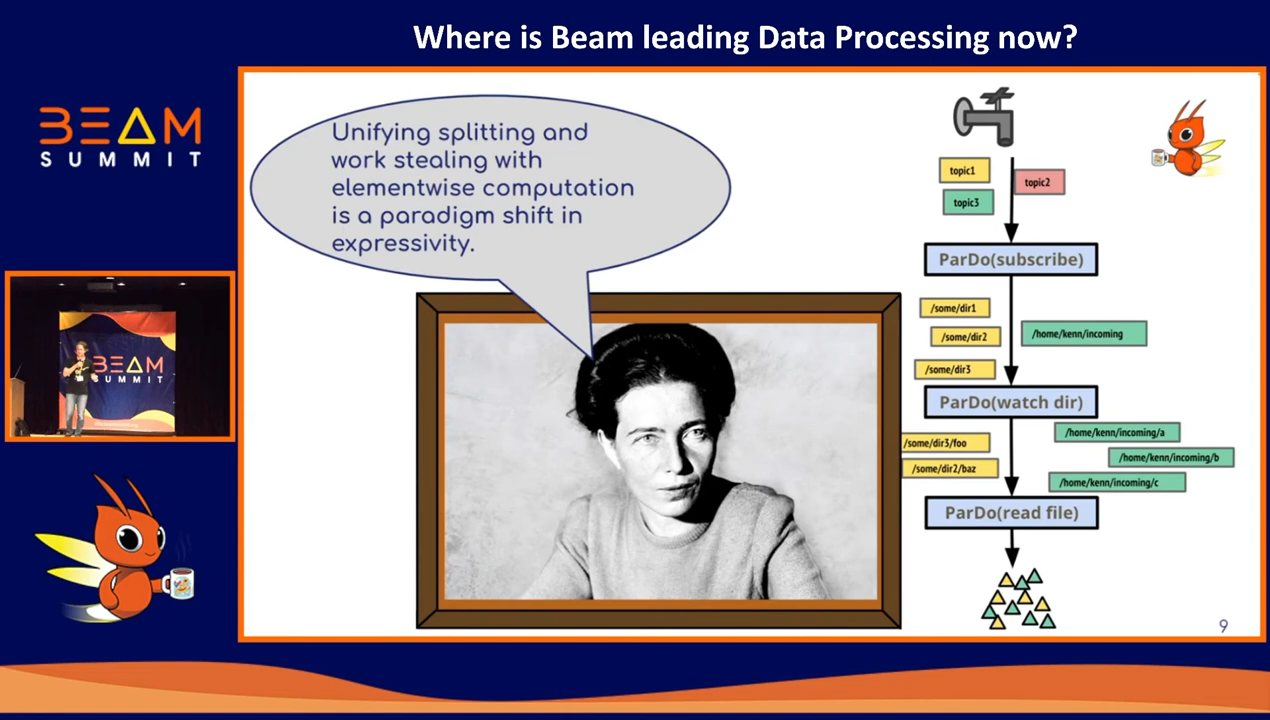 Where is Beam leading Data Processing now?
BEAM
SUMMIT
Unifying splitting and
work stealing with
elementwise computation
is a paradigm shift in
expressivity.
topic1
topic2
topic3
ParDo(subscribe)
/some/dir1
/some/dir2
/home/kenn/incoming
/some/dir3
ParDo(watch dir)
/some/dir3/foo
/some/dir2/baz
/home/kenn/incoming/a
/home/kenn/incoming/b
/home/kenn/incoming/c
ParDo(read file)
9
BEAM
SUMMIT